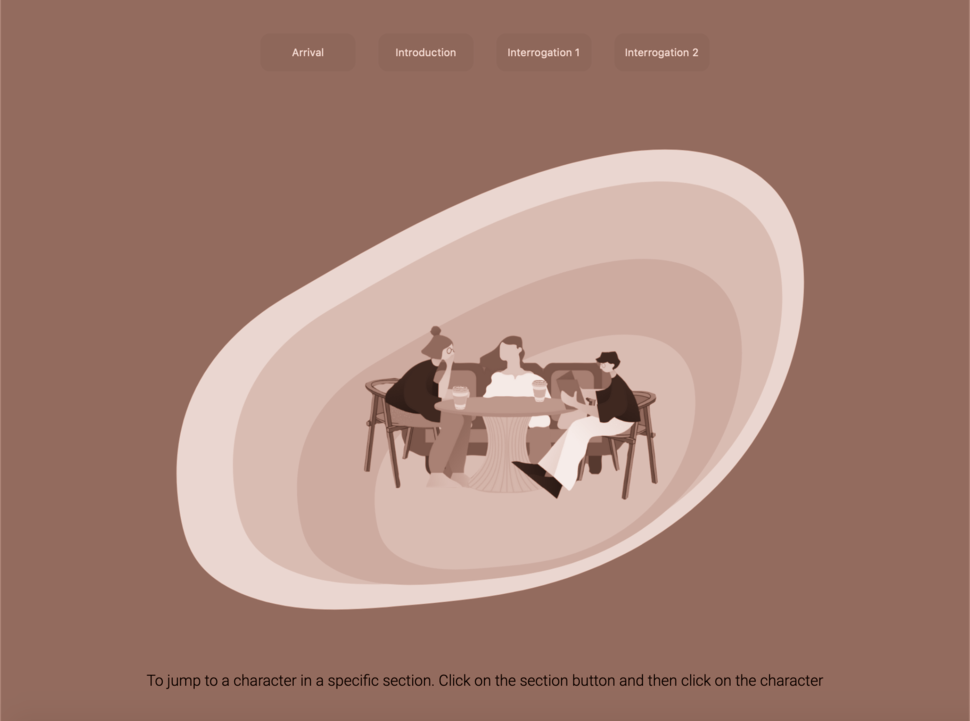 Arrival
Introduction
Interrogation 1
Interrogation 2
To jump to a character in a specific section. Click on the section button and then click on the character